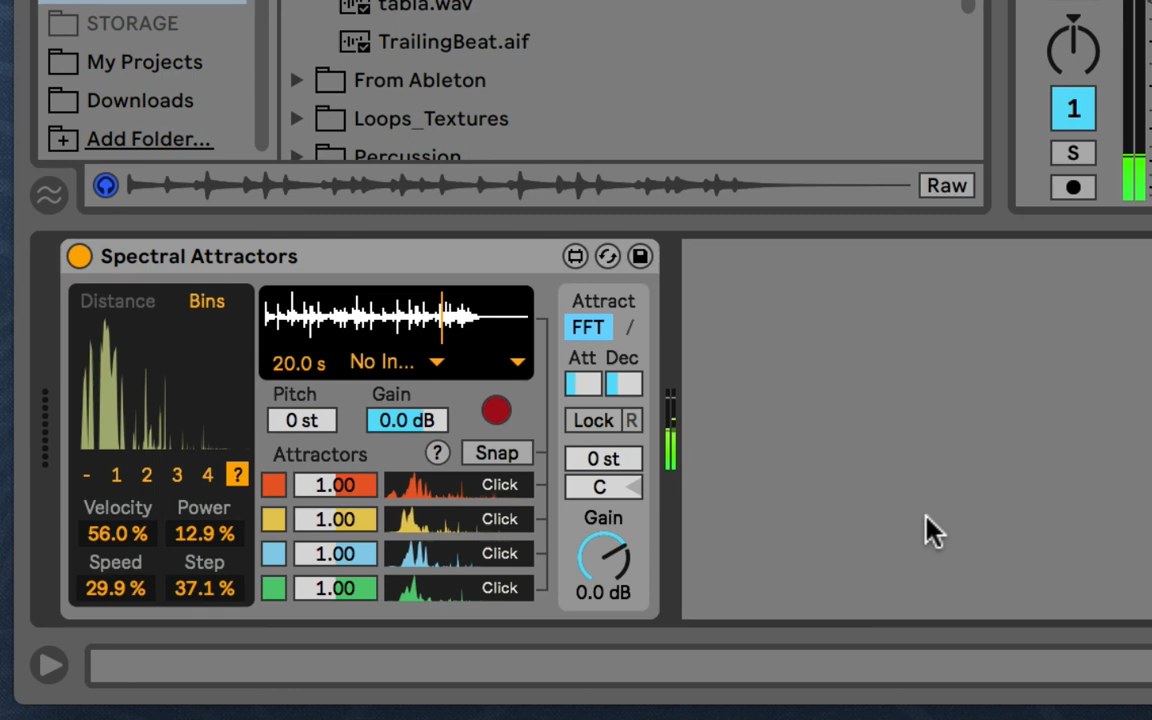 STORAGE
My Projects
Downloads
Add Folder...
tabla.wav
TrailingBeat.aif
From Ableton
Loops_Textures
Percussion
Raw
1
S
Spectral Attractors
Distance Bins
- 1 2 3 4 ?
Velocity Power
56.0 % 12.9 %
Speed Step
29.9 % 37.1 %
20.0 s No In...
Pitch Gain
0 st 0.0 dB
Attractors ? Snap
1.00 Click
1.00 Click
1.00 Click
1.00 Click
Attract
FFT /
Att Dec
Lock R
0 st
C
Gain
0.0 dB